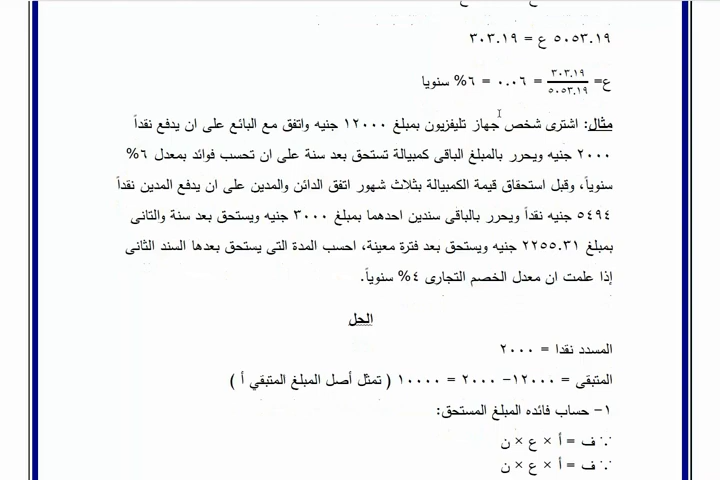 ٥٠٥٣.١٩ ع = ٣٠٣.١٩
ع= ٣٠٣.١٩ / ٥٠٥٣.١٩ = ٠.٠٦ = ٦% سنويا
مثال: اشترى شخص جهاز تليفزيون بمبلغ ١٢٠٠٠ جنيه واتفق مع البائع على ان يدفع نقداً
٢٠٠٠ جنيه ويحرر بالمبلغ الباقى كمبيالة تستحق بعد سنة على ان تحسب فوائد بمعدل ٦%
سنوياً، وقبل استحقاق قيمة الكمبيالة بثلاث شهور اتفق الدائن والمدين على ان يدفع المدين نقداً
٥٤٩٤ جنيه نقداً ويحرر بالباقى سندين احدهما بمبلغ ٣٠٠٠ جنيه ويستحق بعد سنة والثانى
بمبلغ ٢٢٥٥.٣١ جنيه ويستحق بعد فترة معينة، احسب المدة التى يستحق بعدها السند الثانى
إذا علمت ان معدل الخصم التجارى ٤% سنوياً.
الحل
المسدد نقدا = ٢٠٠٠
المتبقى = ١٢٠٠٠- ٢٠٠٠ = ١٠٠٠٠ ( تمثل أصل المبلغ المتبقي أ )
١- حساب فائده المبلغ المستحق:
∵ ف = أ × ع × ن
∵ ف = أ × ع × ن